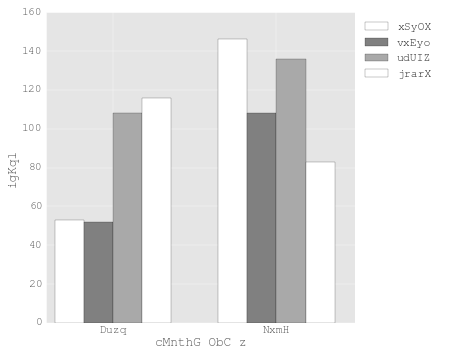 160
140
120
100
80
60
40
20
0
igKql
Duzq
NxmH
cMnthG ObC z
xSyOX
vxEyo
udUIZ
jrarX